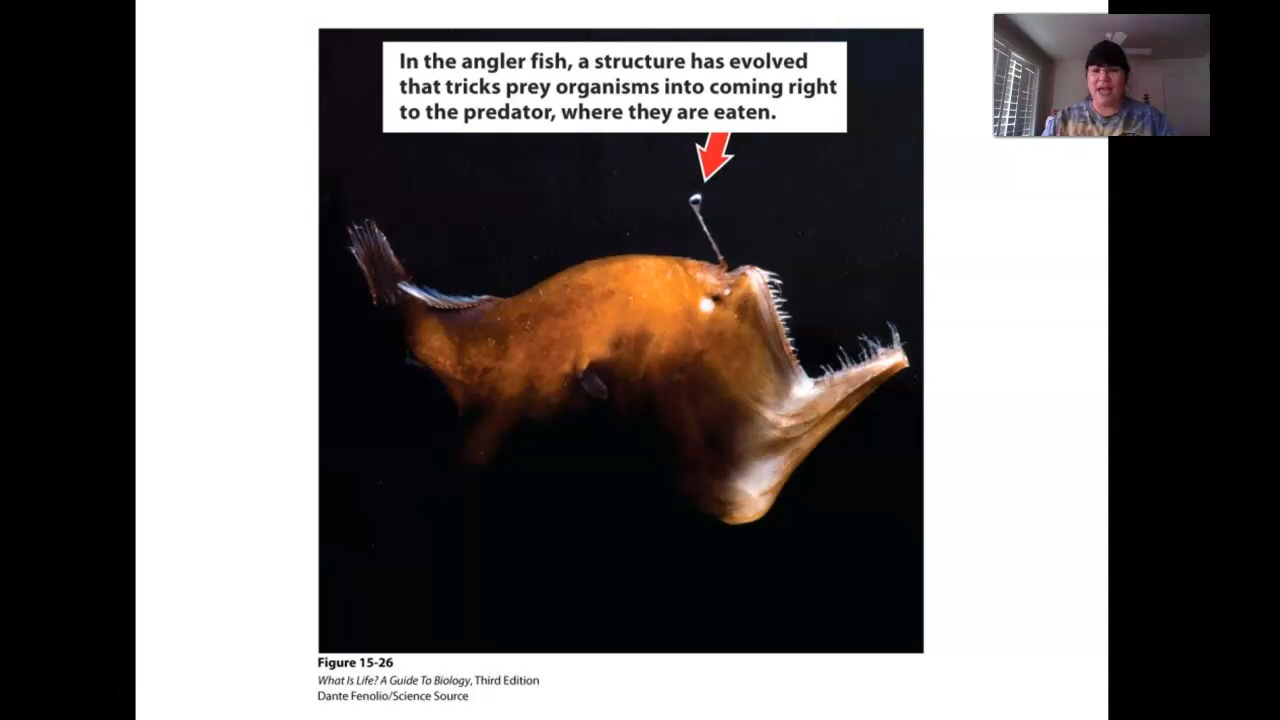 In the angler fish, a structure has evolved
that tricks prey organisms into coming right
to the predator, where they are eaten.
Figure 15-26
What Is Life? A Guide To Biology, Third Edition
Dante Fenolio/Science Source